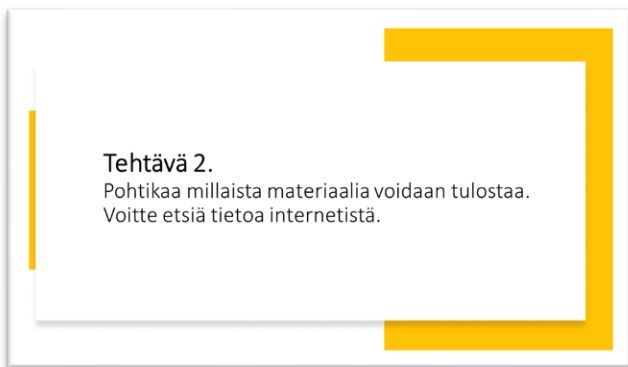 Tehtävä 2.
Pohtikaa millaista materiaalia voidaan tulostaa.
Voitte etsiä tietoa internetistä.